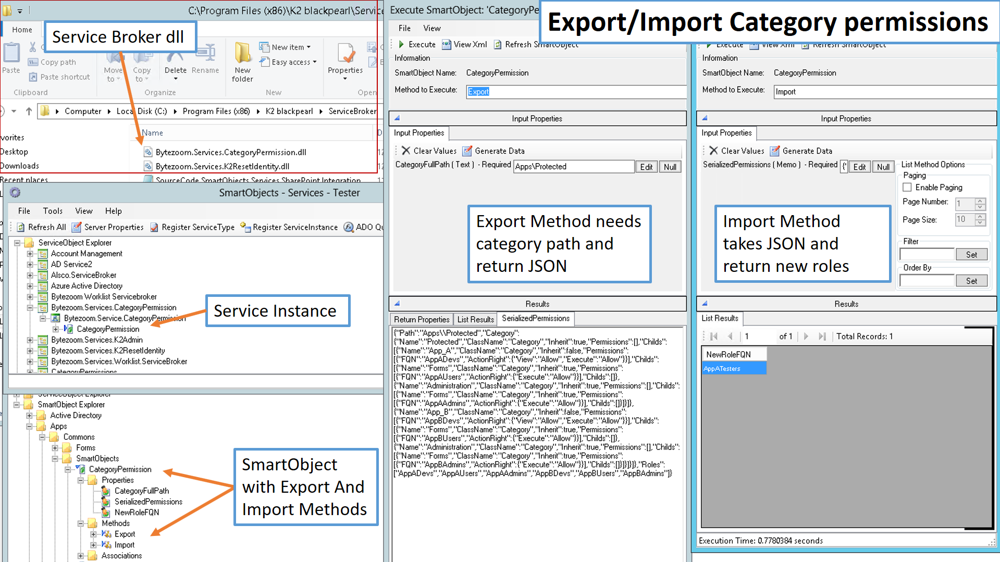 Export/Import Category permissions
C:\Program Files (x86)\K2 blackpearl\Servic
Home
Service Broker dll
Paste
Copy path
Paste shortcut
Clipboard
Move to
Copy to
Delete
Rename
Organize
New folder
New item
Easy access
New
Properties
Open
Computer
Local Disk (C:)
Program Files (x86)
K2 blackpearl
ServiceBroker
Name
vorites
Desktop
Downloads
Recent places
Bytezoom.Services.CategoryPermission.dll
Bytezoom.Services.K2ResetIdentity.dll
SourceCode.SmartObjects.Services.SharePoint.Integration
SmartObjects - Services - Tester
File Tools View Help
Refresh All Server Properties Register ServiceType Register ServiceInstance ADO Qu
ServiceObject Explorer
Account Management
AD Service2
Alsco.ServiceBroker
Azure Active Directory
Bytezoom Worklist Servicebroker
Bytezoom.Services.CategoryPermission
Bytezoom.Service.CategoryPermission
CategoryPermission
Bytezoom.Services.K2Admin
Bytezoom.Services.K2ResetIdentity
Bytezoom.Services.Worklist.ServiceBroker
CategoryPermissions
Service Instance
ServiceObject Explorer
SmartObject Explorer
Active Directory
Apps
Commons
Forms
SmartObjects
CategoryPermission
Properties
CategoryFullPath
SerializedPermissions
NewRoleFQN
Methods
Export
Import
Associations
SmartObject
with Export And
Import Methods
Execute SmartObject: 'CategoryPe
File View
Execute View Xml Refresh SmartObject
Information
SmartObject Name: CategoryPermission
Method to Execute: Export
Input Properties
Input Properties
Clear Values Generate Data
CategoryFullPath ( Text ) - Required Apps\Protected Edit Null
Export Method needs
category path and
return JSON
Results
Return Properties List Results SerializedPermissions
{"Path":"Apps\\Protected","Category":
{"Name":"Protected","ClassName":"Category","Inherit":true,"Permissions":[],"Childs":
[{"Name":"App_A","ClassName":"Category","Inherit":false,"Permissions":
[{"FQN":"AppADevs","ActionRight":{"View":"Allow","Execute":"Allow"}}],"Childs":
[{"Name":"Forms","ClassName":"Category","Inherit":true,"Permissions":
[{"FQN":"AppAUsers","ActionRight":{"Execute":"Allow"}}],"Childs":[]},
{"Name":"Administration","ClassName":"Category","Inherit":true,"Permissions":[],"Childs":
[{"Name":"Forms","ClassName":"Category","Inherit":true,"Permissions":
[{"FQN":"AppAAdmins","ActionRight":{"Execute":"Allow"}}],"Childs":[]}]}]},
{"Name":"App_B","ClassName":"Category","Inherit":false,"Permissions":
[{"FQN":"AppBDevs","ActionRight":{"View":"Allow","Execute":"Allow"}}],"Childs":
[{"Name":"Forms","ClassName":"Category","Inherit":true,"Permissions":
[{"FQN":"AppBUsers","ActionRight":{"Execute":"Allow"}}],"Childs":[]},
{"Name":"Administration","ClassName":"Category","Inherit":true,"Permissions":[],"Childs":
[{"Name":"Forms","ClassName":"Category","Inherit":true,"Permissions":
[{"FQN":"AppBAdmins","ActionRight":{"Execute":"Allow"}}],"Childs":[]}]}]}]},"Roles":
["AppADevs","AppAUsers","AppAAdmins","AppBDevs","AppBUsers","AppBAdmins"]}
Execute View Xml Refresh SmartObject
Information
SmartObject Name: CategoryPermission
Method to Execute: Import
Input Properties
Input Properties
Clear Values Generate Data
SerializedPermissions ( Memo ) - Required {" Edit Null
List Method Options
Paging
Enable Paging
Page Number: 1
Page Size: 10
Filter
Set
Order By
Set
Import Method
takes JSON and
return new roles
Results
List Results
1 of 1 Total Records: 1
NewRoleFQN
AppATesters
Execution Time: 0.7780384 seconds